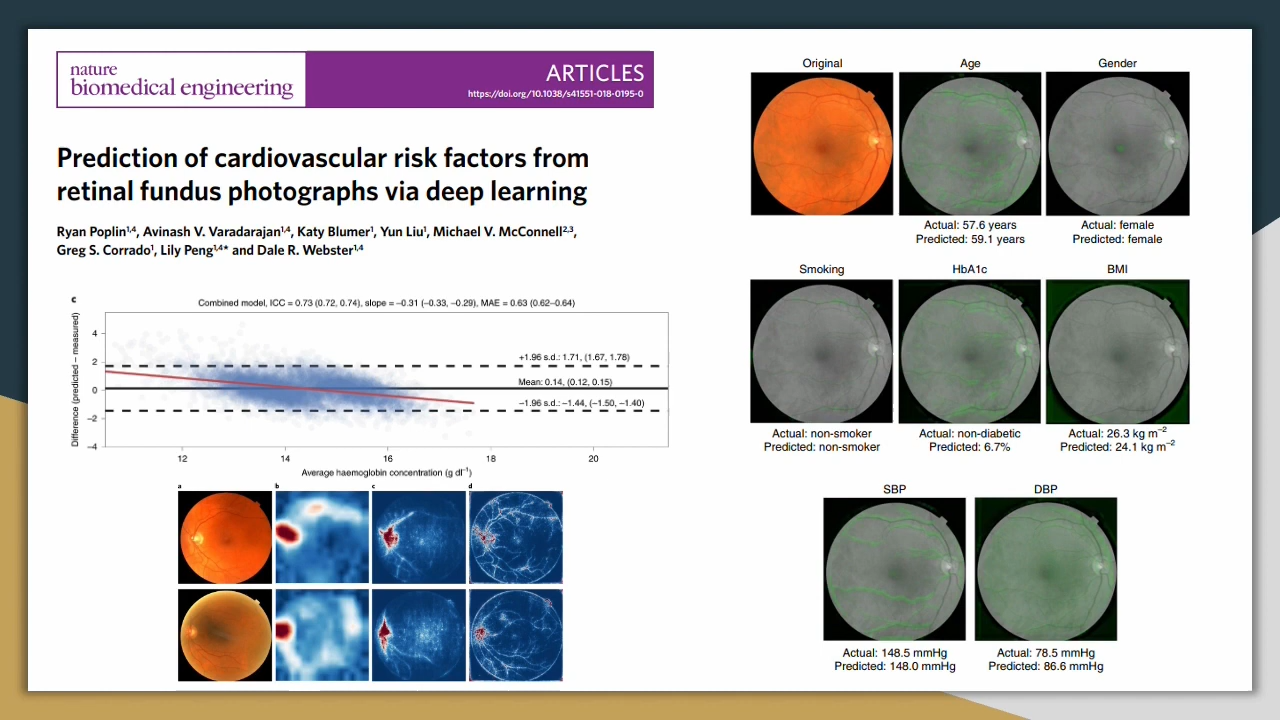 nature
biomedical engineering
ARTICLES
https://doi.org/10.1038/s41551-018-0195-0
Prediction of cardiovascular risk factors from
retinal fundus photographs via deep learning
Ryan Poplin1,4, Avinash V. Varadarajan1,4, Katy Blumer1, Yun Liu1, Michael V. McConnell2,3,
Greg S. Corrado1, Lily Peng1,4* and Dale R. Webster1,4
c
Combined model, ICC = 0.73 (0.72, 0.74), slope = –0.31 (–0.33, –0.29), MAE = 0.63 (0.62–0.64)
Difference (predicted – measured)
4
2
0
–2
–4
+1.96 s.d.: 1.71, (1.67, 1.78)
Mean: 0.14, (0.12, 0.15)
–1.96 s.d.: –1.44, (–1.50, –1.40)
12 14 16 18 20
Average haemoglobin concentration (g dl–1)
a b c d
Original Age Gender
Actual: 57.6 years Actual: female
Predicted: 59.1 years Predicted: female
Smoking HbA1c BMI
Actual: non-smoker Actual: non-diabetic Actual: 26.3 kg m–2
Predicted: non-smoker Predicted: 6.7% Predicted: 24.1 kg m–2
SBP DBP
Actual: 148.5 mmHg Actual: 78.5 mmHg
Predicted: 148.0 mmHg Predicted: 86.6 mmHg